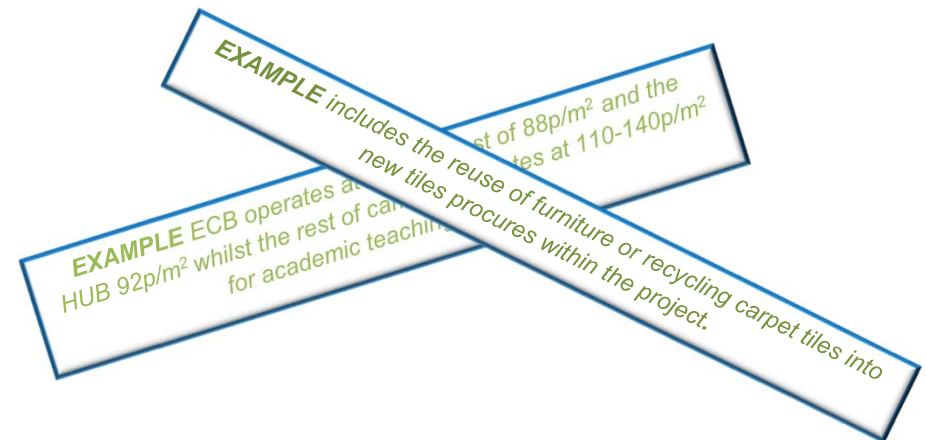 EXAMPLE includes the reuse of furniture or recycling carpet tiles into
new tiles procures within the project.
EXAMPLE ECB operates at of 88p/m² and the
HUB 92p/m² whilst the rest of at 110-140p/m²
for academic